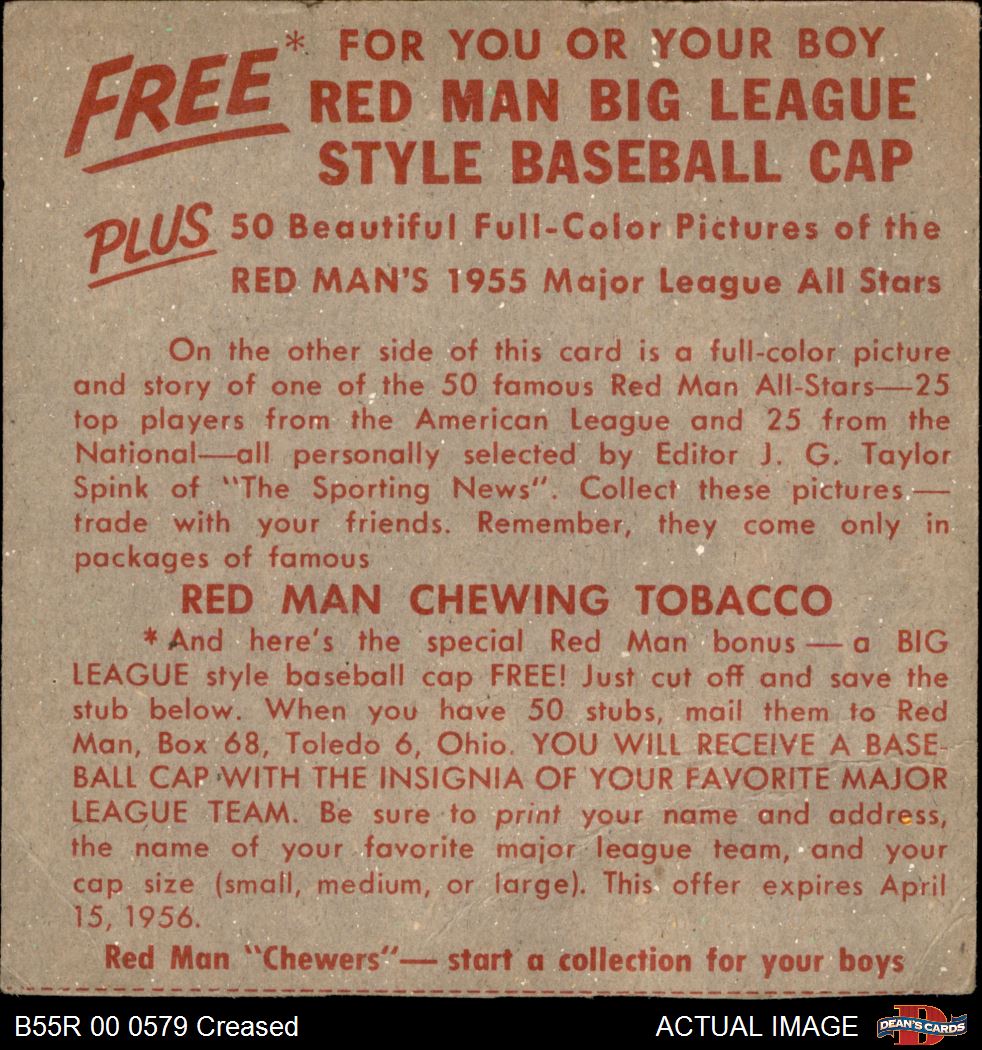 FREE* FOR YOU OR YOUR BOY
RED MAN BIG LEAGUE
STYLE BASEBALL CAP
PLUS 50 Beautiful Full-Color Pictures of the
RED MAN'S 1955 Major League All Stars
On the other side of this card is a full-color picture
and story of one of the 50 famous Red Man All-Stars—25
top players from the American League and 25 from the
National—all personally selected by Editor J. G. Taylor
Spink of "The Sporting News". Collect these pictures,—
trade with your friends. Remember, they come only in
packages of famous
RED MAN CHEWING TOBACCO
*And here's the special Red Man bonus — a BIG
LEAGUE style baseball cap FREE! Just cut off and save the
stub below. When you have 50 stubs, mail them to Red
Man, Box 68, Toledo 6, Ohio. YOU WILL RECEIVE A BASE-
BALL CAP WITH THE INSIGNIA OF YOUR FAVORITE MAJOR
LEAGUE TEAM. Be sure to print your name and address,
the name of your favorite major league team, and your
cap size (small, medium, or large). This offer expires April
15, 1956.
Red Man "Chewers"— start a collection for your boys
B55R 00 0579 Creased
ACTUAL IMAGE
DEAN'S CARDS